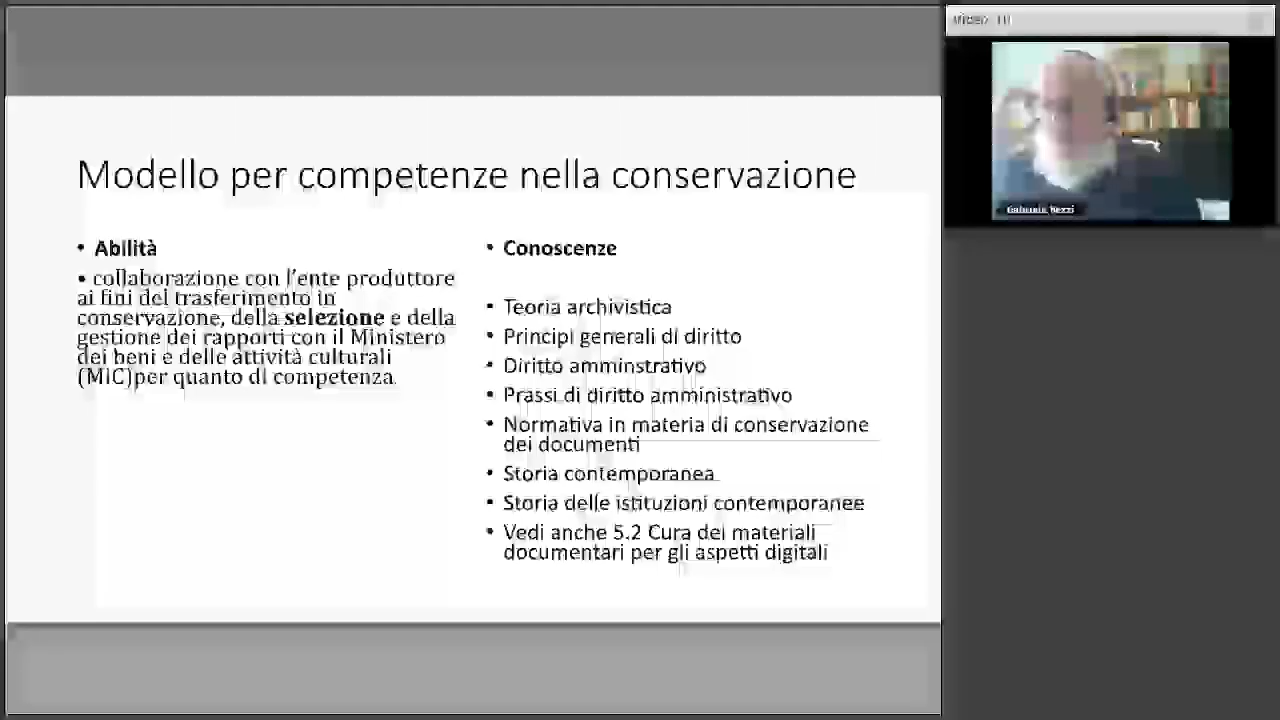 Modello per competenze nella conservazione
• Abilità
• collaborazione con l'ente produttore
ai fini del trasferimento in
conservazione, della selezione e della
gestione dei rapporti con il Ministero
dei beni e delle attività culturali
(MIC)per quanto di competenza.
• Conoscenze
• Teoria archivistica
• Principi generali di diritto
• Diritto amminstrativo
• Prassi di diritto amministrativo
• Normativa in materia di conservazione
dei documenti
• Storia contemporanea
• Storia delle istituzioni contemporanee
• Vedi anche 5.2 Cura dei materiali
documentari per gli aspetti digitali
Video